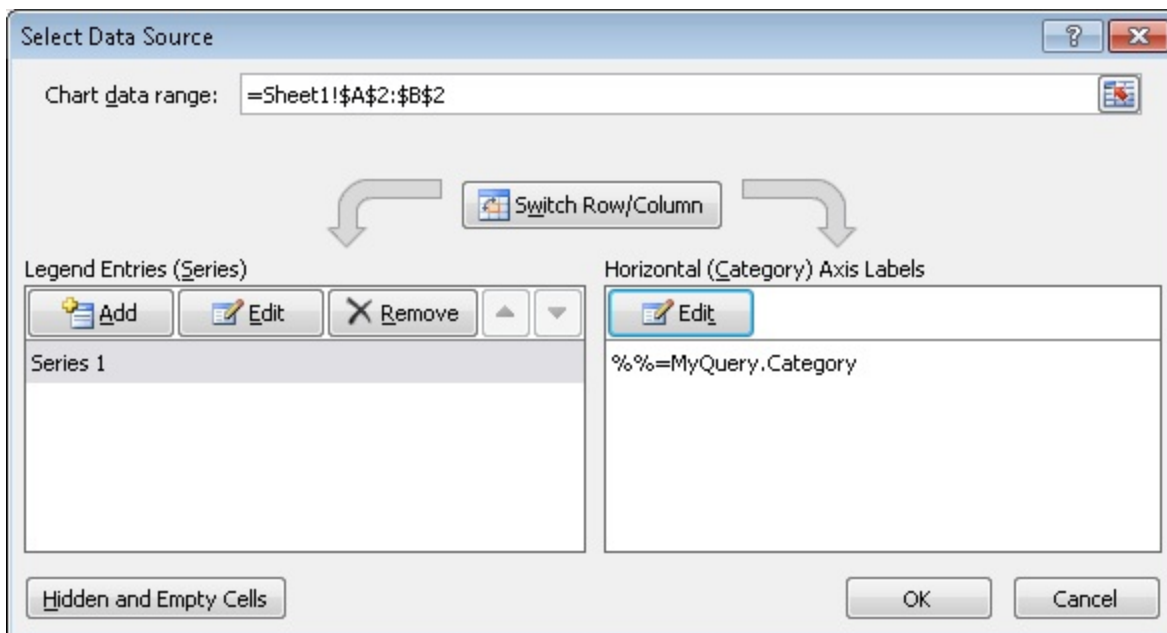 Select Data Source
Chart data range: =Sheet1!$A$2:$B$2
Switch Row/Column
Legend Entries (Series)
Add Edit Remove
Series 1
Horizontal (Category) Axis Labels
Edit
%%=MyQuery.Category
Hidden and Empty Cells
OK Cancel